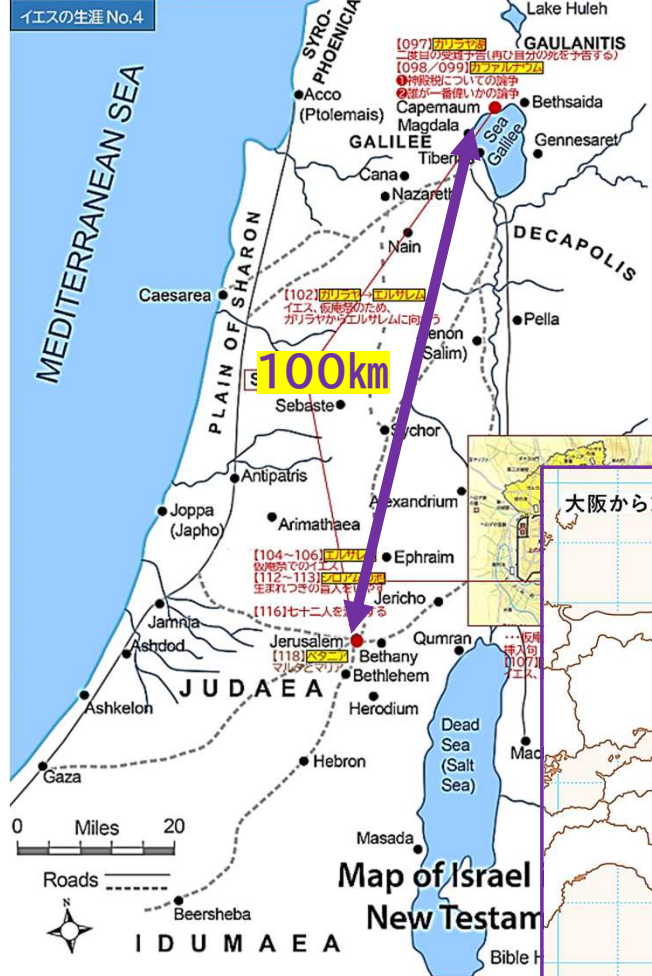 イエスの生涯 No.4
Lake Huleh
SYRO-
PHOENICIA
【097】ガリラヤ湖
GAULANITIS
二度目の受難予告(再び自分の死を予告する)
【098/099】カファルナウム
❶神殿税についての論争
❷誰が一番偉いかの論争
Acco
(Ptolemais)
Capernaum
Bethsaida
Magdala
Sea
Galilee
GALILEE
Gennesaret
Cana
Nazareth
MEDITERRANEAN SEA
Nain
DECAPOLIS
PLAIN OF SHARON
Caesarea
【102】ガリラヤ→エルサレム
イエス、仮庵祭のため、
ガリラヤからエルサレムに向かう
Pella
enon
Salim)
100㎞
Sebaste
Sychor
Antipatris
Alexandrium
大阪から
Joppa
(Japho)
Arimathaea
【104~106】エルサレ
仮庵祭でのイエス
Ephraim
【112~113】シロアム
生まれつきの盲人をいやす
Jericho
【116】七十二人を
する
Jamnia
Jerusalem
Qumran
Ashdod
【118】ベタニア
Bethany
マルタとマリア
JUDAEA
Bethlehem
Ashkelon
Herodium
挿入句
【107】
イエス、
Dead
Sea
(Salt
Sea)
Hebron
Mac
Gaza
0 Miles 20
Masada
Roads
Map of Israel
New Testam
Beersheba
IDUMAEA
Bible H